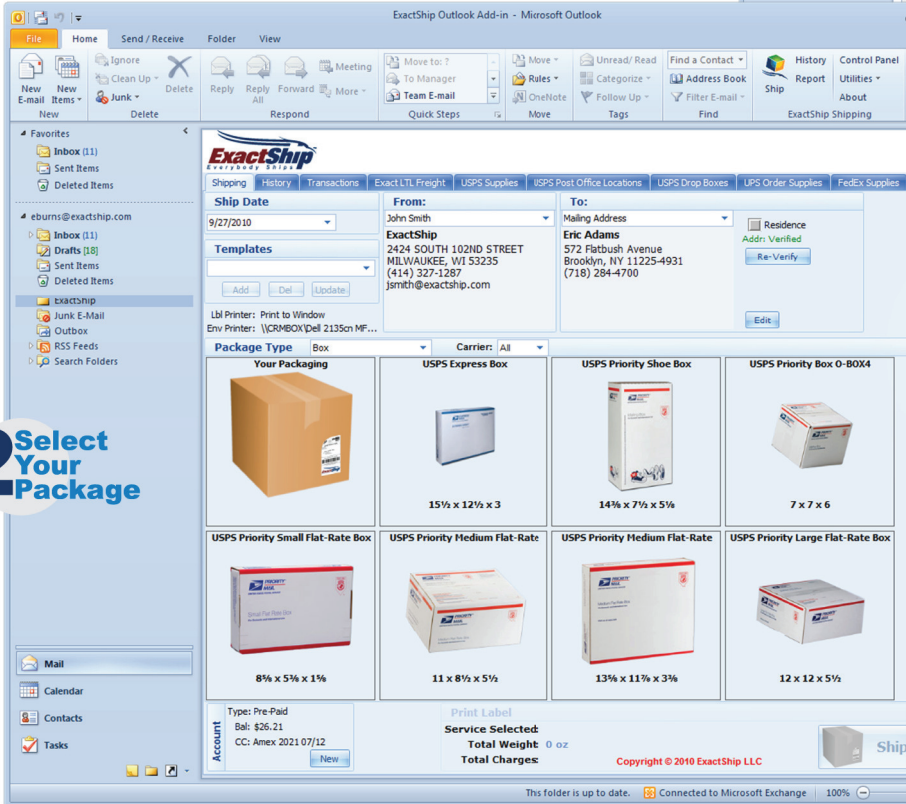 ExactShip Outlook Add-in - Microsoft Outlook
File Home Send / Receive Folder View
Ignore
Clean Up
Junk
Delete
New E-mail
New Items
Reply
Reply All
Forward
Meeting
More
Move to: ?
To Manager
Team E-mail
Move
Rules
OneNote
Unread/ Read
Categorize
Follow Up
Find a Contact
Address Book
Filter E-mail
Ship
History
Report
Control Panel
Utilities
About
New Delete Respond Quick Steps Move Tags Find ExactShip Shipping
Favorites
Inbox (11)
Sent Items
Deleted Items
eburns@exactship.com
Inbox (11)
Drafts [18]
Sent Items
Deleted Items
ExactShip
Junk E-Mail
Outbox
RSS Feeds
Search Folders
2 Select
Your
Package
Mail
Calendar
Contacts
Tasks
ExactShip
Everybody Ships
Shipping History Transactions Exact LTL Freight USPS Supplies USPS Post Office Locations USPS Drop Boxes UPS Order Supplies FedEx Supplies
Ship Date
9/27/2010
Templates
Add Del Update
Lbl Printer: Print to Window
Env Printer: \\CRMBOX\Dell 2135cn MF...
From:
John Smith
ExactShip
2424 SOUTH 102ND STREET
MILWAUKEE, WI 53235
(414) 327-1287
jsmith@exactship.com
To:
Mailing Address
Eric Adams
572 Flatbush Avenue
Brooklyn, NY 11225-4931
(718) 284-4700
Residence
Addr: Verified
Re-Verify
Edit
Package Type Box Carrier: All
Your Packaging
USPS Express Box
15½ x 12½ x 3
USPS Priority Shoe Box
14⅜ x 7½ x 5⅛
USPS Priority Box O-BOX4
7 x 7 x 6
USPS Priority Small Flat-Rate Box
PRIORITY
MAIL
Small Flat Rate Box
8⅝ x 5⅜ x 1⅝
USPS Priority Medium Flat-Rate
11 x 8½ x 5½
USPS Priority Medium Flat-Rate
PRIORITY
MAIL
13⅝ x 11⅞ x 3⅜
USPS Priority Large Flat-Rate Box
12 x 12 x 5½
Account
Type: Pre-Paid
Bal: $26.21
CC: Amex 2021 07/12
New
Print Label
Service Selected:
Total Weight: 0 oz
Total Charges:
Copyright © 2010 ExactShip LLC
Ship
This folder is up to date. Connected to Microsoft Exchange 100%